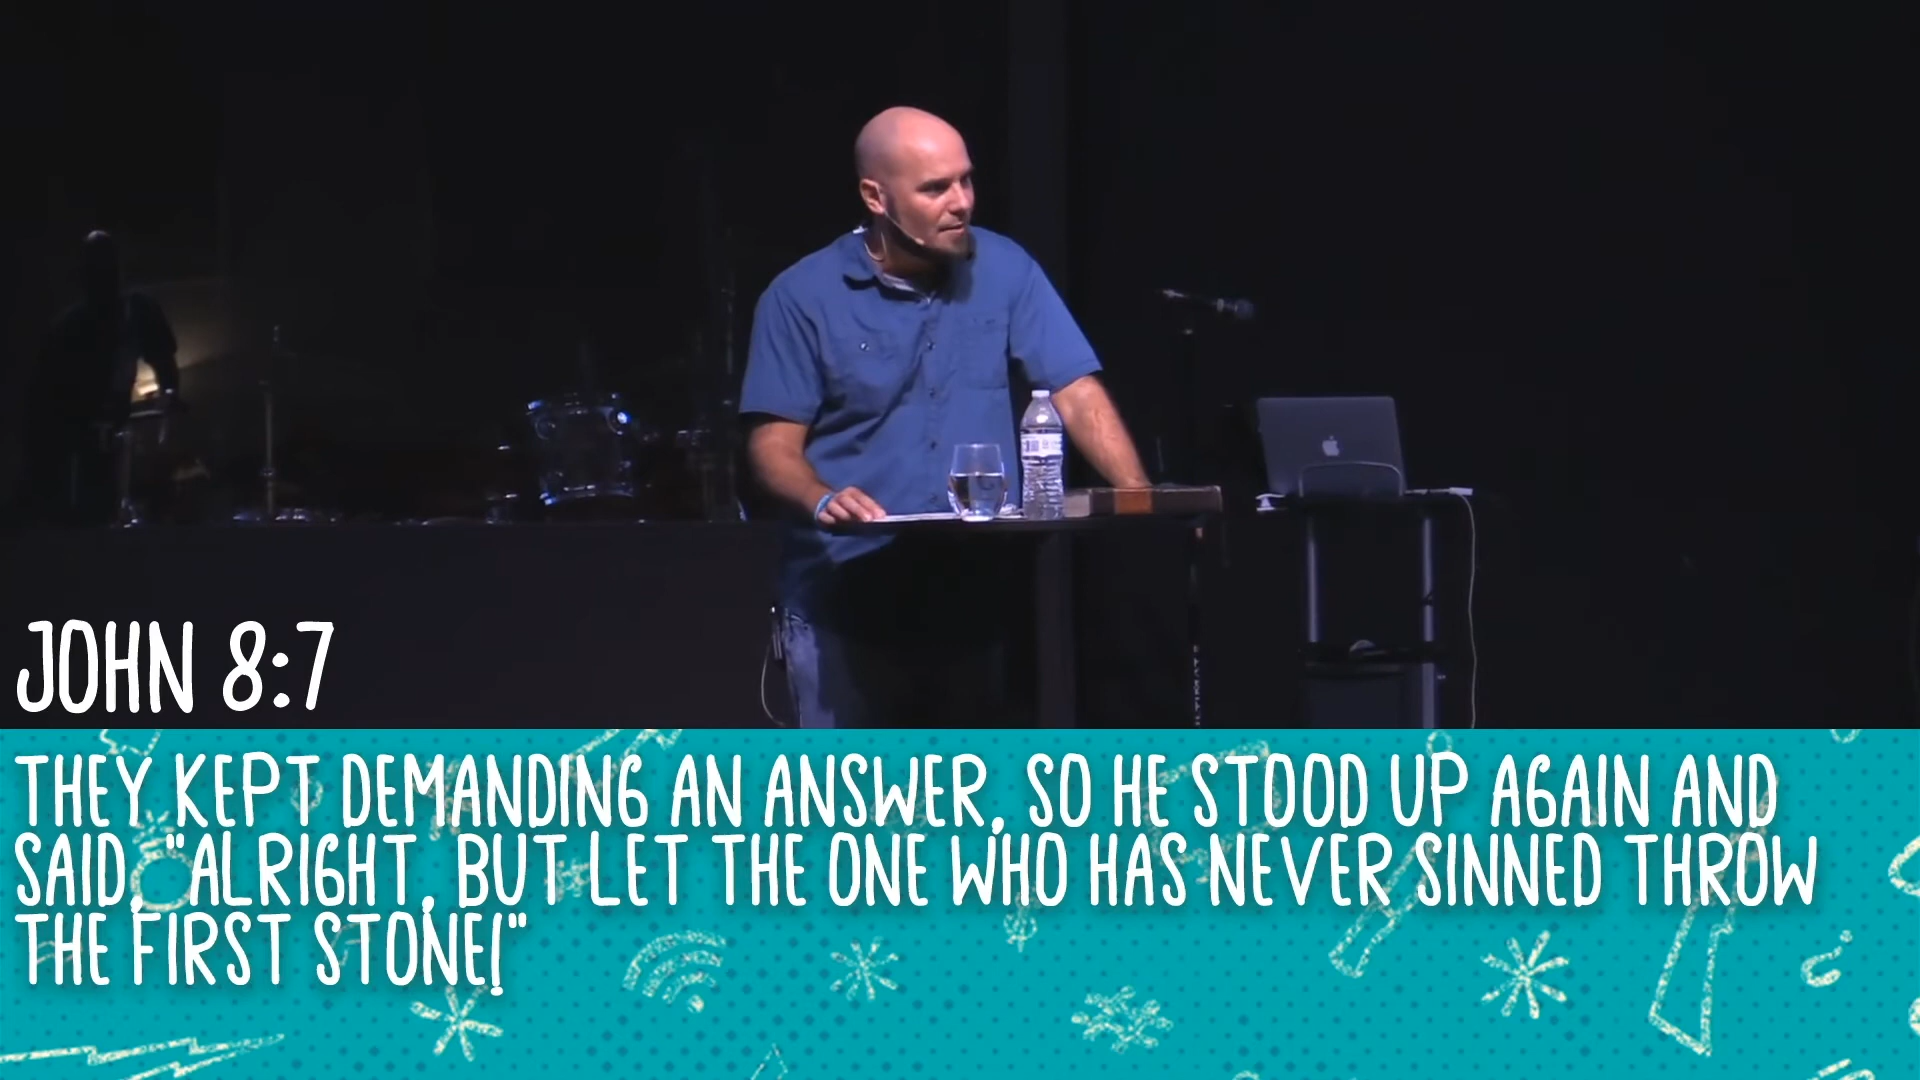 JOHN 8:7
THEY KEPT DEMANDING AN ANSWER, SO HE STOOD UP AGAIN AND
SAID, "ALRIGHT, BUT LET THE ONE WHO HAS NEVER SINNED THROW
THE FIRST STONE!"